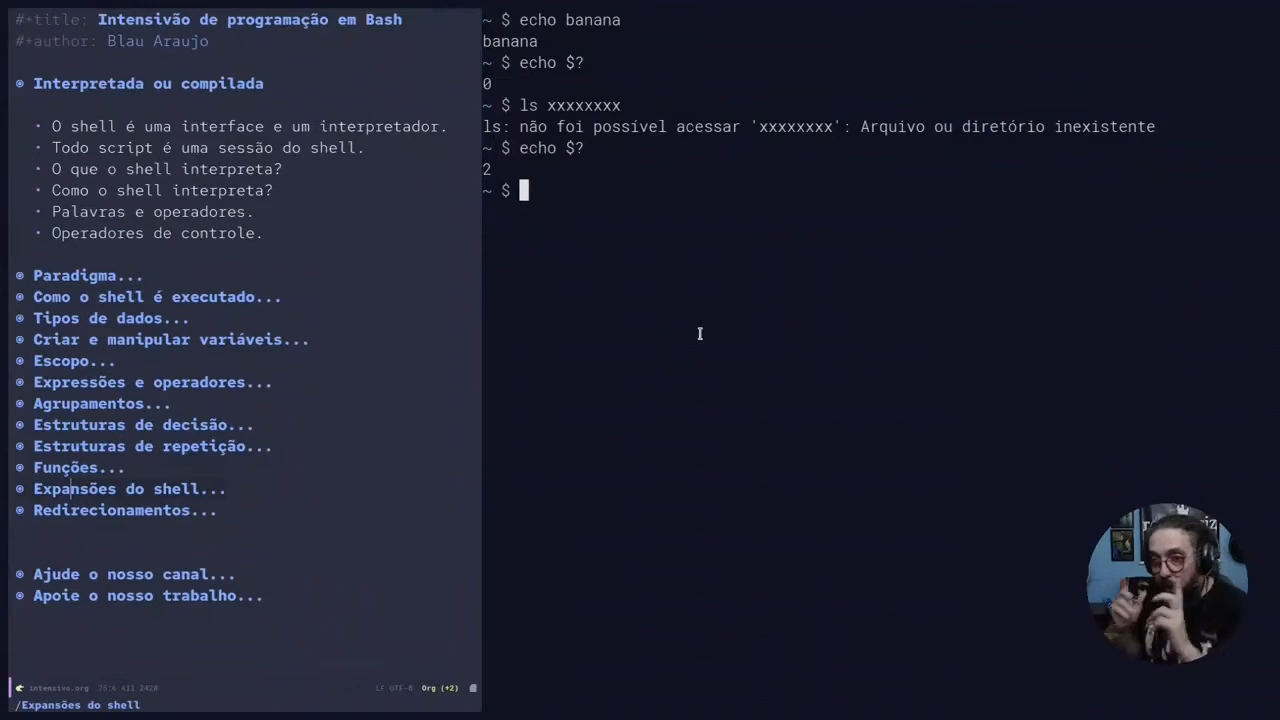 #+title: Intensivão de programação em Bash
#+author: Blau Araujo
Interpretada ou compilada
· O shell é uma interface e um interpretador.
· Todo script é uma sessão do shell.
· O que o shell interpreta?
· Como o shell interpreta?
· Palavras e operadores.
· Operadores de controle.
Paradigma...
Como o shell é executado...
Tipos de dados...
Criar e manipular variáveis...
Escopo...
Expressões e operadores...
Agrupamentos...
Estruturas de decisão...
Estruturas de repetição...
Funções...
Expansões do shell...
Redirecionamentos...
Ajude o nosso canal...
Apoie o nosso trabalho...
intensivo.org 75:6 411 2428 LF UTF-8 Org (+2)
/Expansões do shell
~ $ echo banana
banana
~ $ echo $?
0
~ $ ls xxxxxxxx
ls: não foi possível acessar 'xxxxxxxx': Arquivo ou diretório inexistente
~ $ echo $?
2
~ $